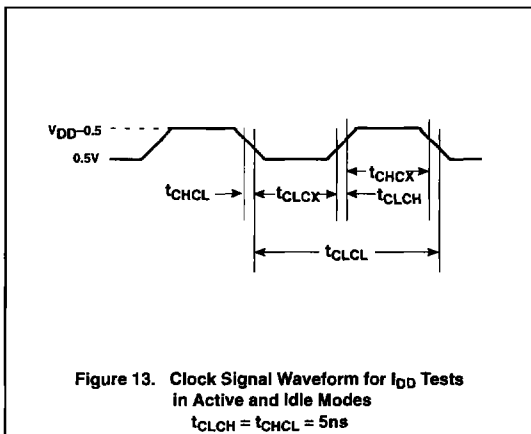 VDD–0.5
0.5V
tCHCX
tCHCL
tCLCX
tCLCH
tCLCL
Figure 13. Clock Signal Waveform for IDD Tests
in Active and Idle Modes
tCLCH = tCHCL = 5ns